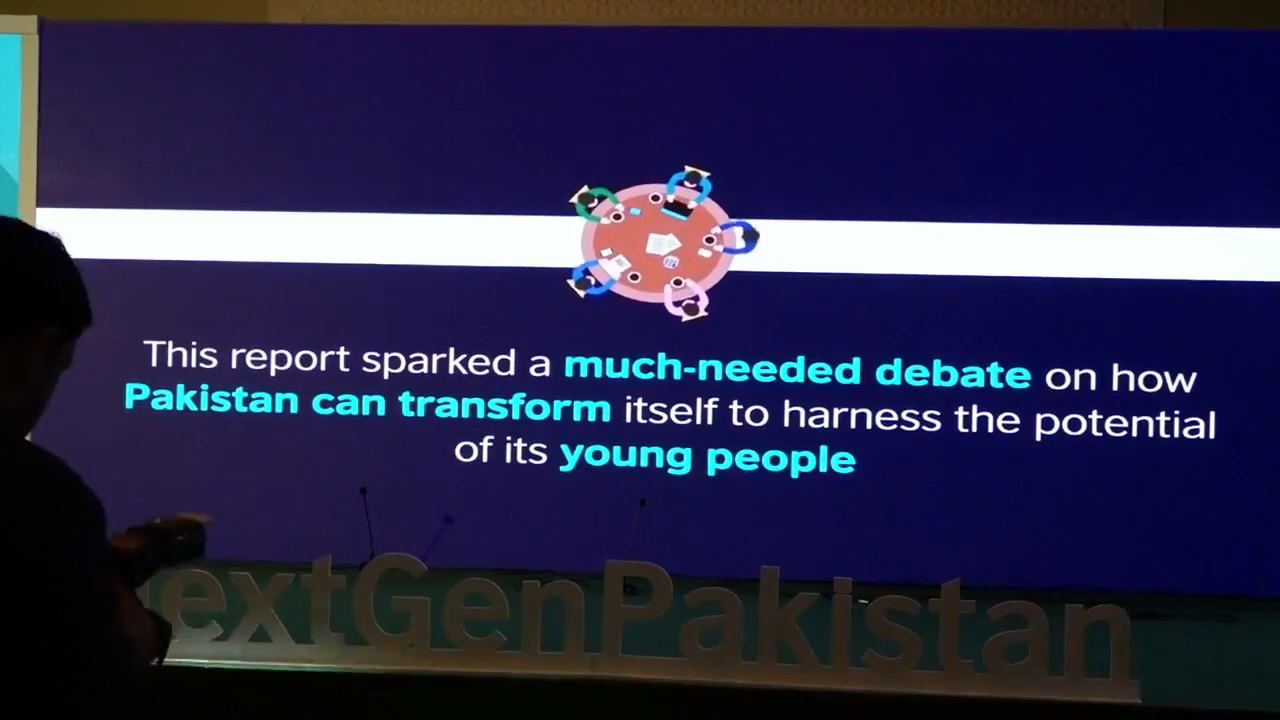 This report sparked a much-needed debate on how
Pakistan can transform itself to harness the potential
of its young people
extGenPakistan